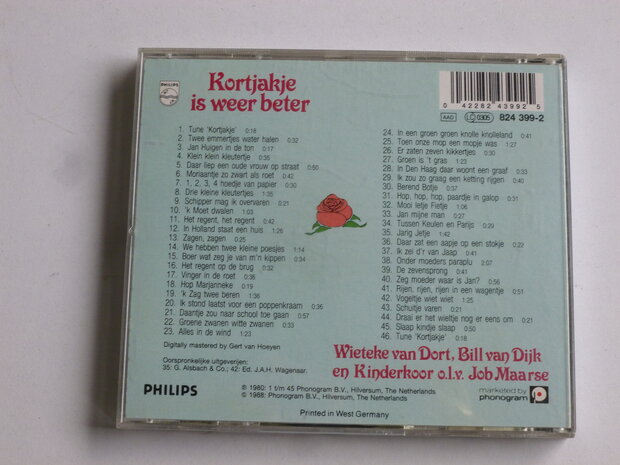 PHILIPS
Kortjakje
is weer beter
0 42282 43992 5
AAD
LC 0305
824 399-2
1. Tune 'Kortjakje' 0:18
2. Twee emmertjes water halen 0:32
3. Jan Huigen in de ton 0:17
4. Klein klein kleutertje 0:35
5. Daar liep een oude vrouw op straat 0:50
6. Moriaantje zo zwart als roet 0:42
7. 1, 2, 3, 4 hoedje van papier 0:30
8. Drie kleine kleutertjes 1:35
9. Schipper mag ik overvaren 0:21
10. 'k Moet dwalen 1:03
11. Het regent, het regent 0:42
12. In Holland staat een huis 1:26
13. Zagen, zagen 0:25
14. We hebben twee kleine poesjes 1:14
15. Boer wat zeg je van m'n kippen 0:34
16. Het regent op de brug 0:32
17. Vinger in de roet 0:35
18. Hop Marjanneke 0:19
19. 'k Zag twee beren 1:36
20. Ik stond laatst voor een poppenkraam 0:36
21. Daantje zou naar school toe gaan 0:57
22. Groene zwanen witte zwanen 0:33
23. Alles in de wind 1:23
24. In een groen groen knolle knolleland 0:41
25. Toen onze mop een mopje was 1:27
26. Er zaten zeven kikkertjes 0:30
27. Groen is 't gras 1:23
28. In Den Haag daar woont een graaf 0:33
29. Ik zou zo graag een ketting rijgen 0:40
30. Berend Botje 0:31
31. Hop, hop, hop, paardje in galop 0:51
32. Mooi letje Fietje 1:06
33. Jan mijne man 0:27
34. Tussen Keulen en Parijs 0:29
35. Jarig Jetje 1:42
36. Daar zat een aapje op een stokje 0:22
37. Ik zei d'r van Jaap 0:41
38. Onder moeders paraplu 2:07
39. De zevensprong 0:41
40. Zeg moeder waar is Jan? 0:56
41. Rijen, rijen, rijen in een wagentje 0:51
42. Vogeltje wiet wiet 1:25
43. Schuitje varen 0:21
44. Draai er het wieltje nog er eens om 0:21
45. Slaap kindje slaap 0:31
46. Tune 'Kortjakje' 0:18
Digitally mastered by Gert van Hoeyen
Oorspronkelijke uitgeverijen:
35: G. Alsbach & Co.; 42: Ed. J.A.H. Wagenaar.
Wieteke van Dort, Bill van Dijk
en Kinderkoor o.l.v. Job Maarse
PHILIPS
℗ 1980: 1 t/m 45 Phonogram B.V., Hilversum, The Netherlands
© 1988: Phonogram B.V., Hilversum, The Netherlands
marketed by
phonogram
Printed in West Germany